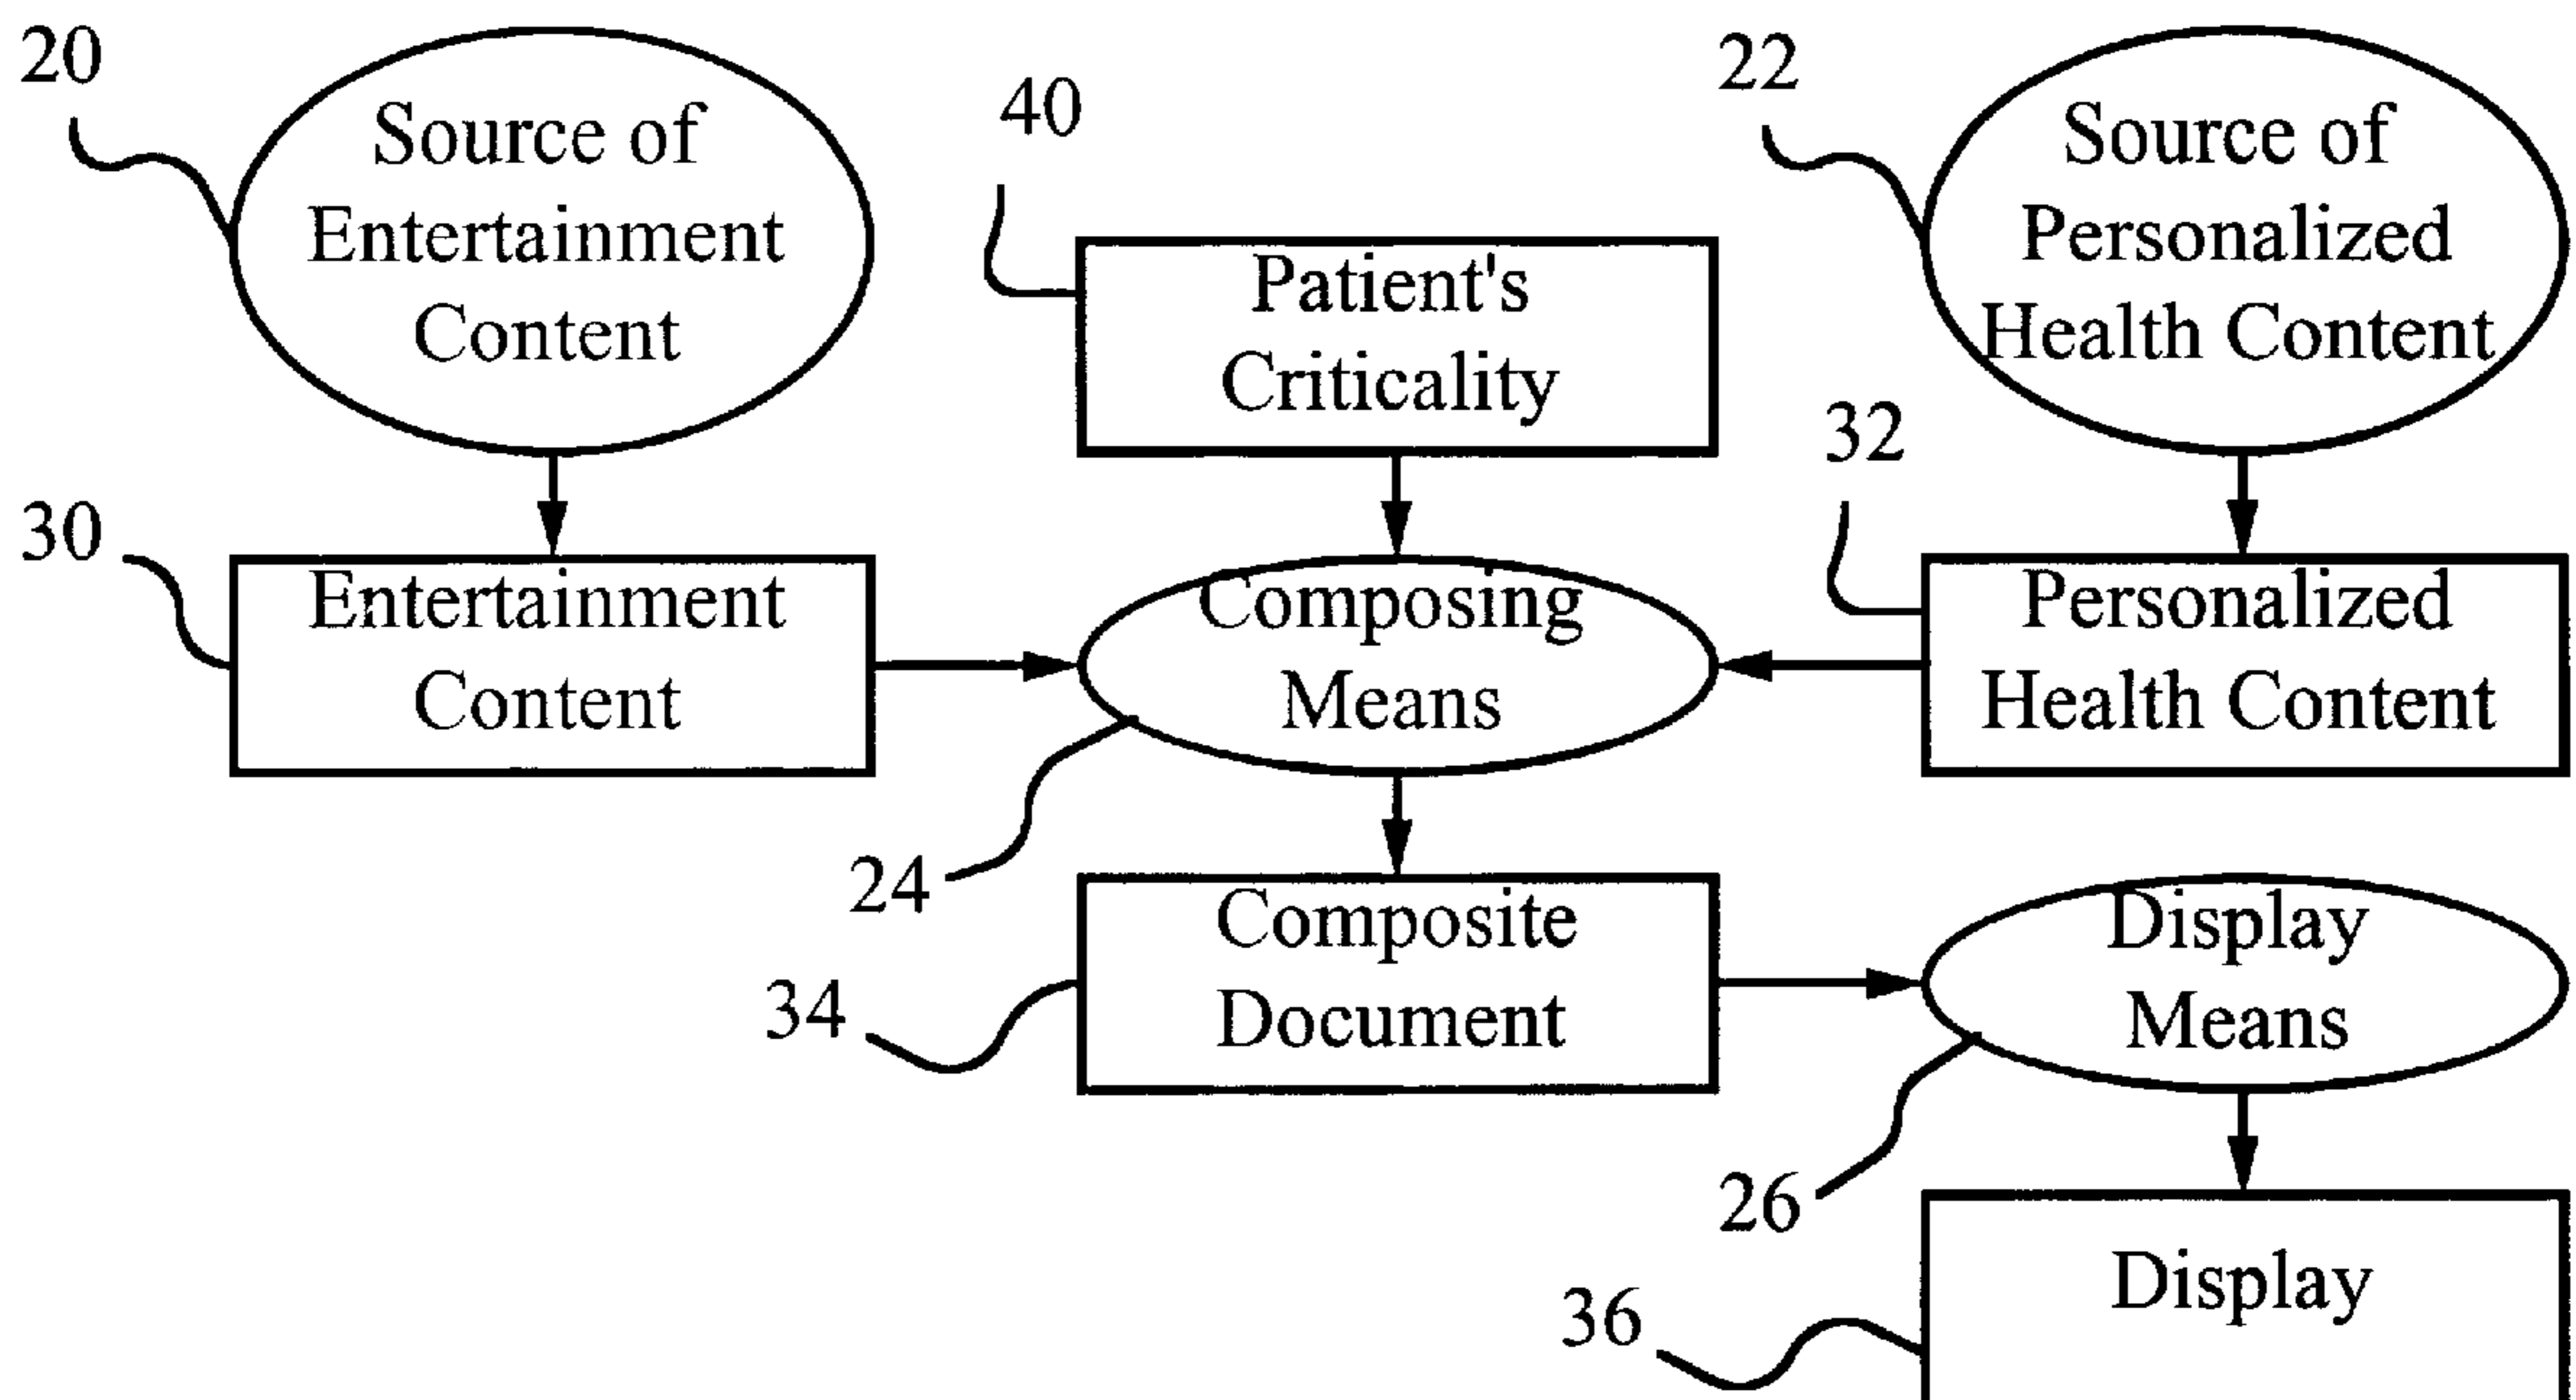 20
Source of
Entertainment
Content
40
Patient's
Criticality
22
Source of
Personalized
Health Content
30
Entertainment
Content
Composing
Means
32
Personalized
Health Content
24
34
Composite
Document
Display
Means
26
36
Display